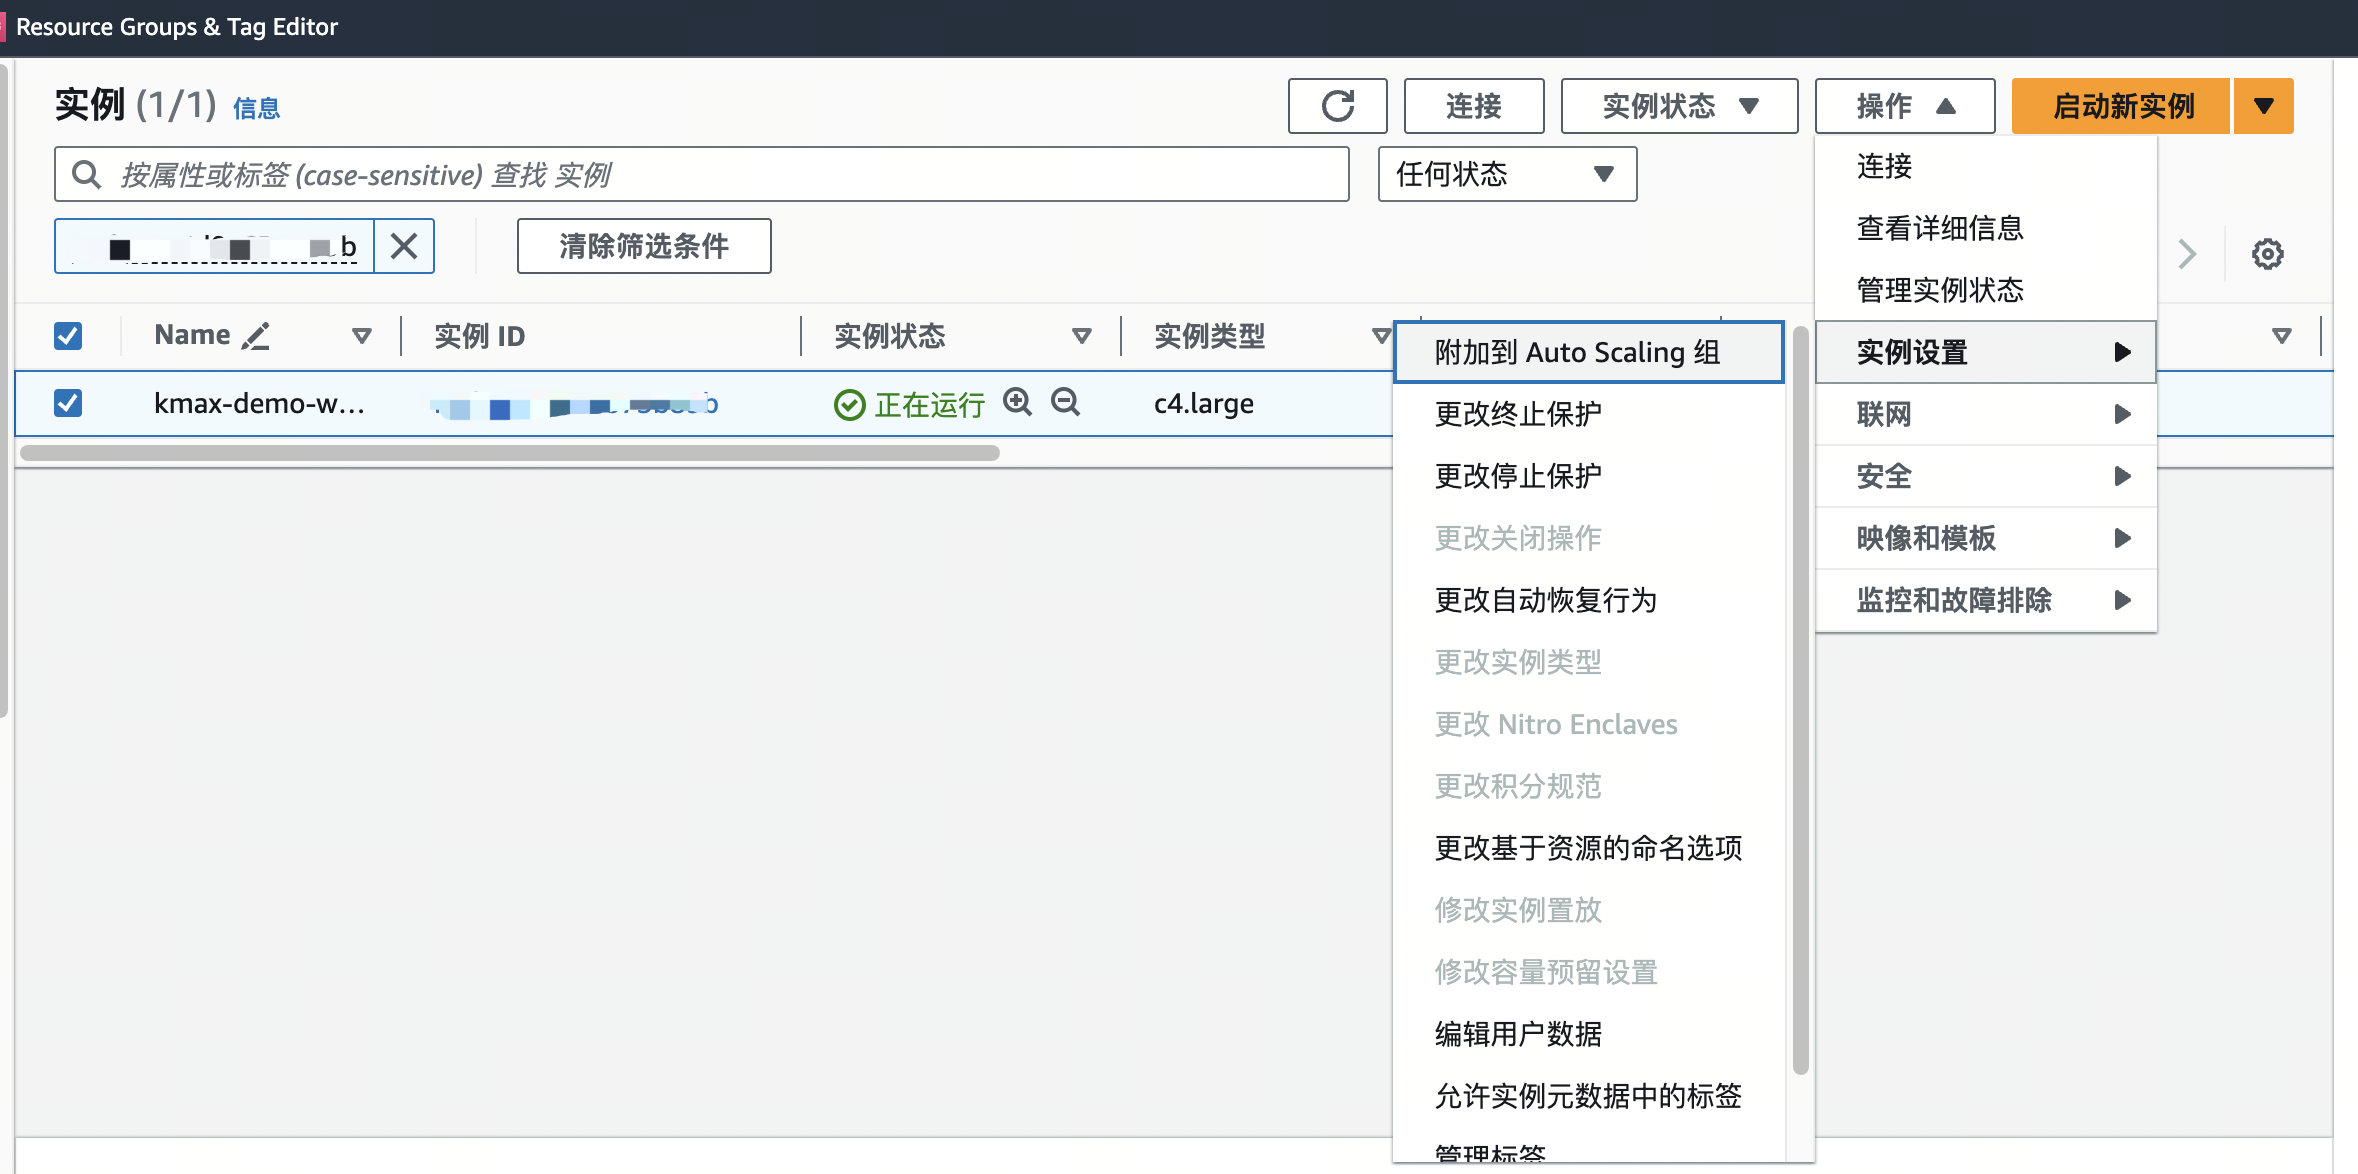 Resource Groups & Tag Editor
实例 (1/1) 信息
连接
实例状态
操作
启动新实例
按属性或标签 (case-sensitive) 查找 实例
任何状态
b
清除筛选条件
Name
实例 ID
实例状态
实例类型
kmax-demo-w...
正在运行
c4.large
连接
查看详细信息
管理实例状态
实例设置
联网
安全
映像和模板
监控和故障排除
附加到 Auto Scaling 组
更改终止保护
更改停止保护
更改关闭操作
更改自动恢复行为
更改实例类型
更改 Nitro Enclaves
更改积分规范
更改基于资源的命名选项
修改实例置放
修改容量预留设置
编辑用户数据
允许实例元数据中的标签
管理标签